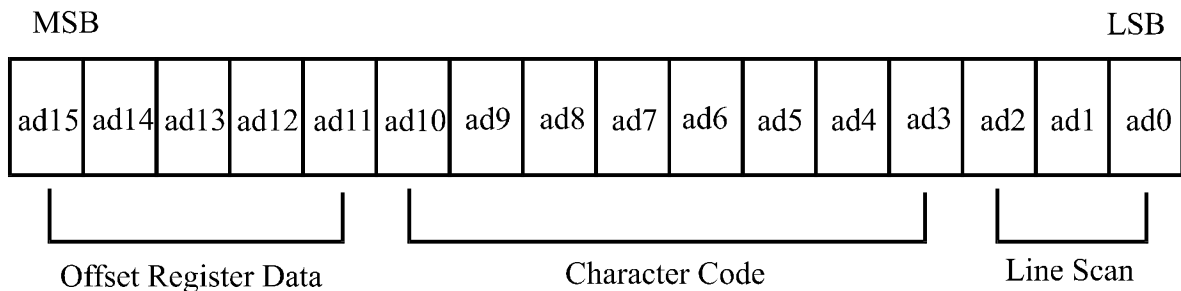 MSB LSB
ad15 ad14 ad13 ad12 ad11 ad10 ad9 ad8 ad7 ad6 ad5 ad4 ad3 ad2 ad1 ad0
Offset Register Data Character Code Line Scan